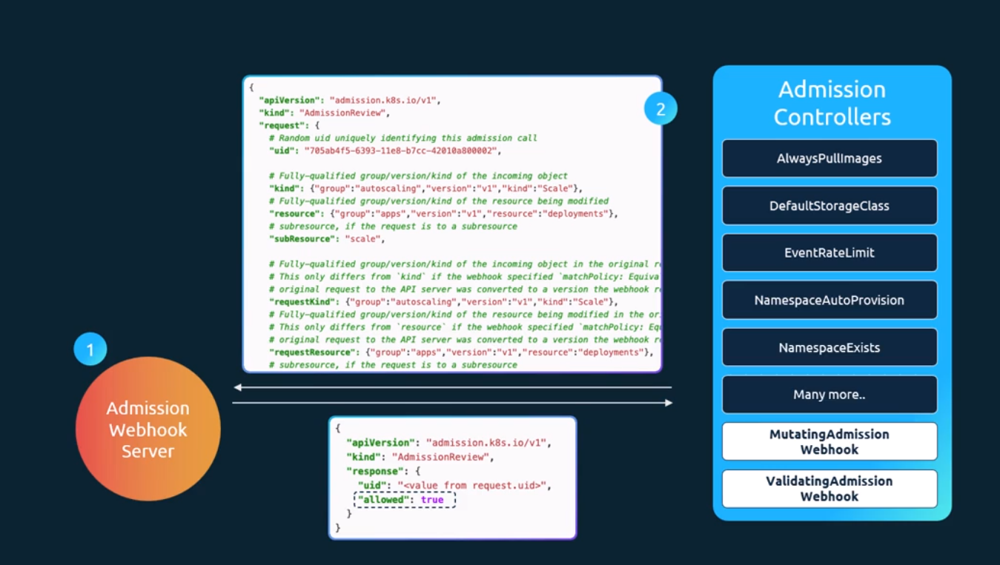 {
"apiVersion": "admission.k8s.io/v1",
"kind": "AdmissionReview",
"request": {
# Random uid uniquely identifying this admission call
"uid": "705ab4f5-6393-11e8-b7cc-42010a800002",
# Fully-qualified group/version/kind of the incoming object
"kind": {"group":"autoscaling","version":"v1","kind":"Scale"},
# Fully-qualified group/version/kind of the resource being modified
"resource": {"group":"apps","version":"v1","resource":"deployments"},
# subresource, if the request is to a subresource
"subResource": "scale",
# Fully-qualified group/version/kind of the incoming object in the original
# This only differs from `kind` if the webhook specified `matchPolicy:
# original request to the API server was converted to a version the webhook
"requestKind": {"group":"autoscaling","version":"v1","kind":"Scale"},
# Fully-qualified group/version/kind of the resource being modified in the
# This only differs from `resource` if the webhook specified `matchPolicy:
# original request to the API server was converted to a version the webhook
"requestResource": {"group":"apps","version":"v1","resource":"deployments"},
# subresource, if the request is to a subresource
2
Admission
Controllers
AlwaysPullImages
DefaultStorageClass
EventRateLimit
NamespaceAutoProvision
NamespaceExists
Many more..
MutatingAdmission
Webhook
ValidatingAdmission
Webhook
1
Admission
Webhook
Server
{
"apiVersion": "admission.k8s.io/v1",
"kind": "AdmissionReview",
"response": {
"uid": "<value from request.uid>",
"allowed": true
}
}